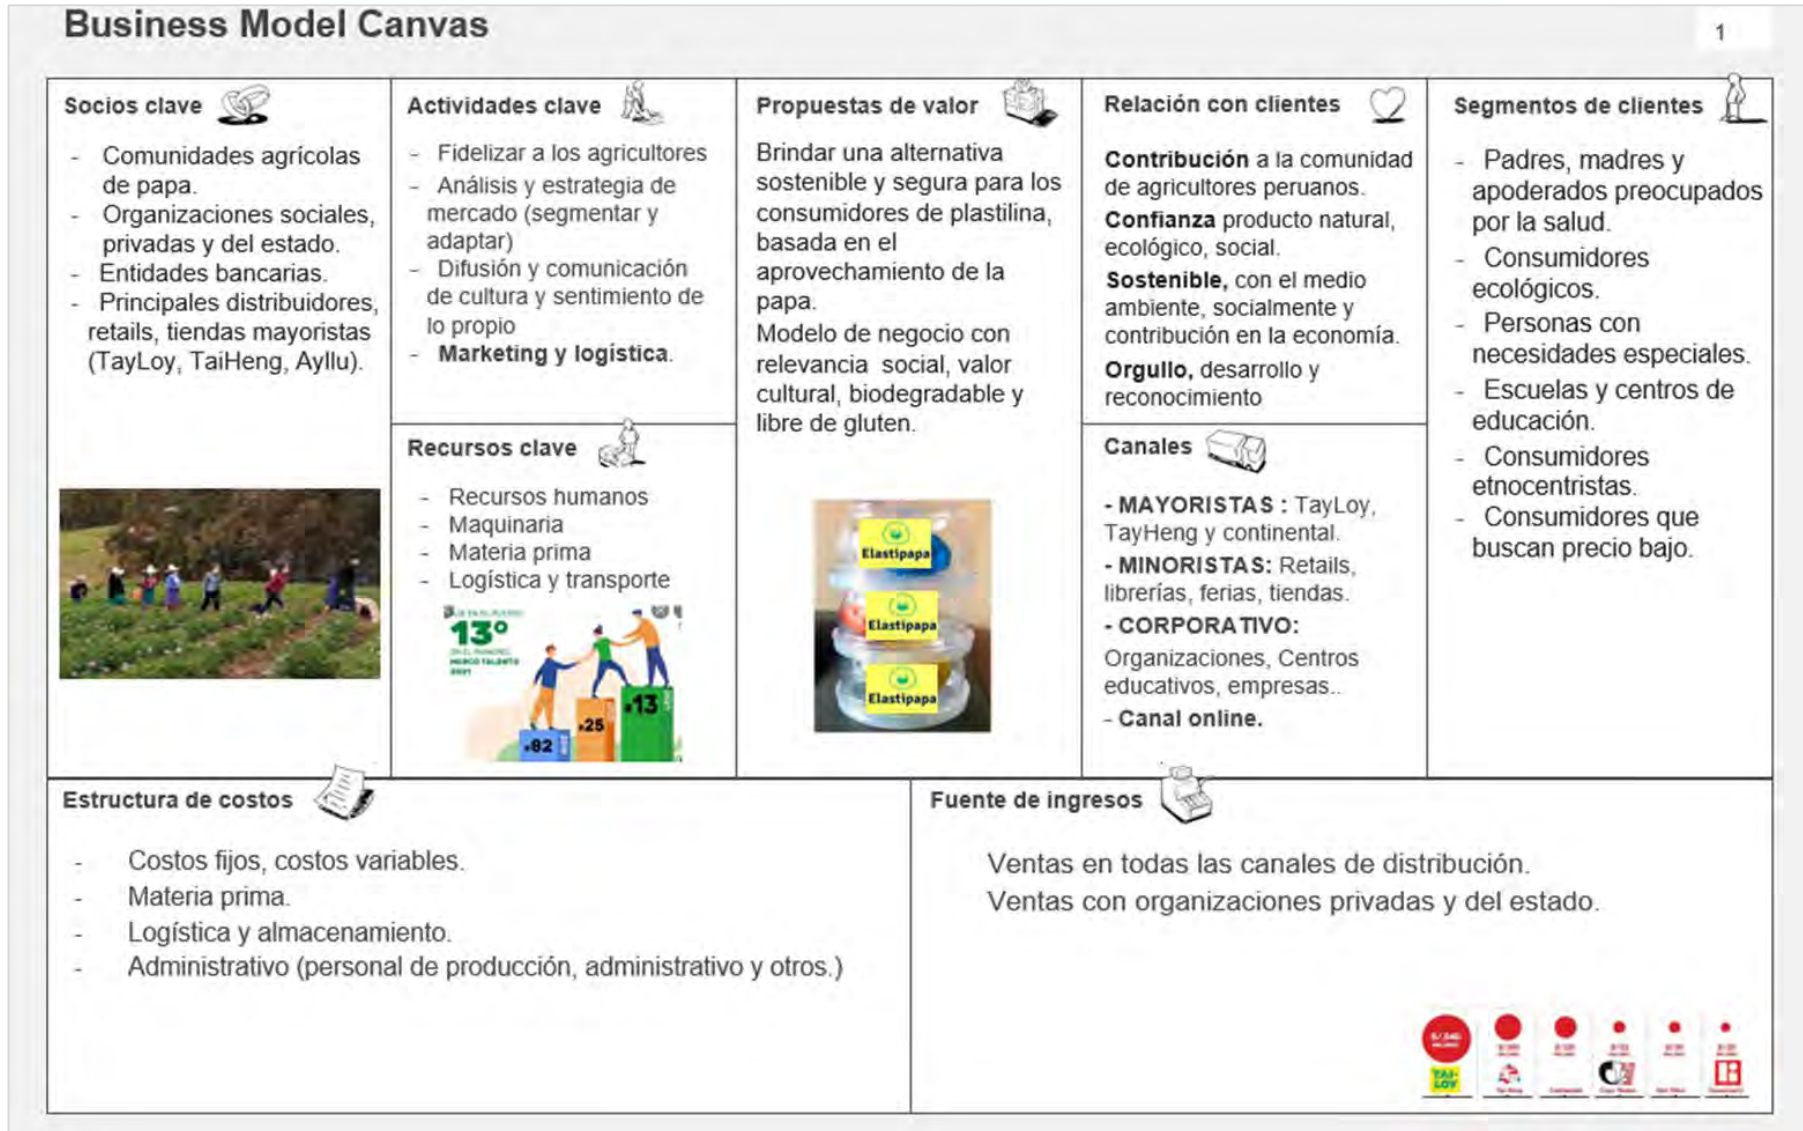 Business Model Canvas
1
Socios clave
- Comunidades agrícolas
de papa.
- Organizaciones sociales,
privadas y del estado.
- Entidades bancarias.
- Principales distribuidores,
retails, tiendas mayoristas
(TayLoy, TaiHeng, Ayllu).
Actividades clave
- Fidelizar a los agricultores
- Análisis y estrategia de
mercado (segmentar y
adaptar)
- Difusión y comunicación
de cultura y sentimiento de
lo propio
- Marketing y logística.
Recursos clave
- Recursos humanos
- Maquinaria
- Materia prima
- Logística y transporte
13º
MERCO TALENTO
2021
#82
#25
#13
Propuestas de valor
Brindar una alternativa
sostenible y segura para los
consumidores de plastilina,
basada en el
aprovechamiento de la
papa.
Modelo de negocio con
relevancia social, valor
cultural, biodegradable y
libre de gluten.
Elastipapa
Elastipapa
Elastipapa
Relación con clientes
Contribución a la comunidad
de agricultores peruanos.
Confianza producto natural,
ecológico, social.
Sostenible, con el medio
ambiente, socialmente y
contribución en la economía.
Orgullo, desarrollo y
reconocimiento
Canales
- MAYORISTAS : TayLoy,
TayHeng y continental.
- MINORISTAS: Retails,
librerías, ferias, tiendas.
- CORPORATIVO:
Organizaciones, Centros
educativos, empresas..
- Canal online.
Segmentos de clientes
- Padres, madres y
apoderados preocupados
por la salud.
- Consumidores
ecológicos.
- Personas con
necesidades especiales.
- Escuelas y centros de
educación.
- Consumidores
etnocentristas.
- Consumidores que
buscan precio bajo.
Estructura de costos
- Costos fijos, costos variables.
- Materia prima.
- Logística y almacenamiento.
- Administrativo (personal de producción, administrativo y otros.)
Fuente de ingresos
Ventas en todas las canales de distribución.
Ventas con organizaciones privadas y del estado.
TAI-
LOY